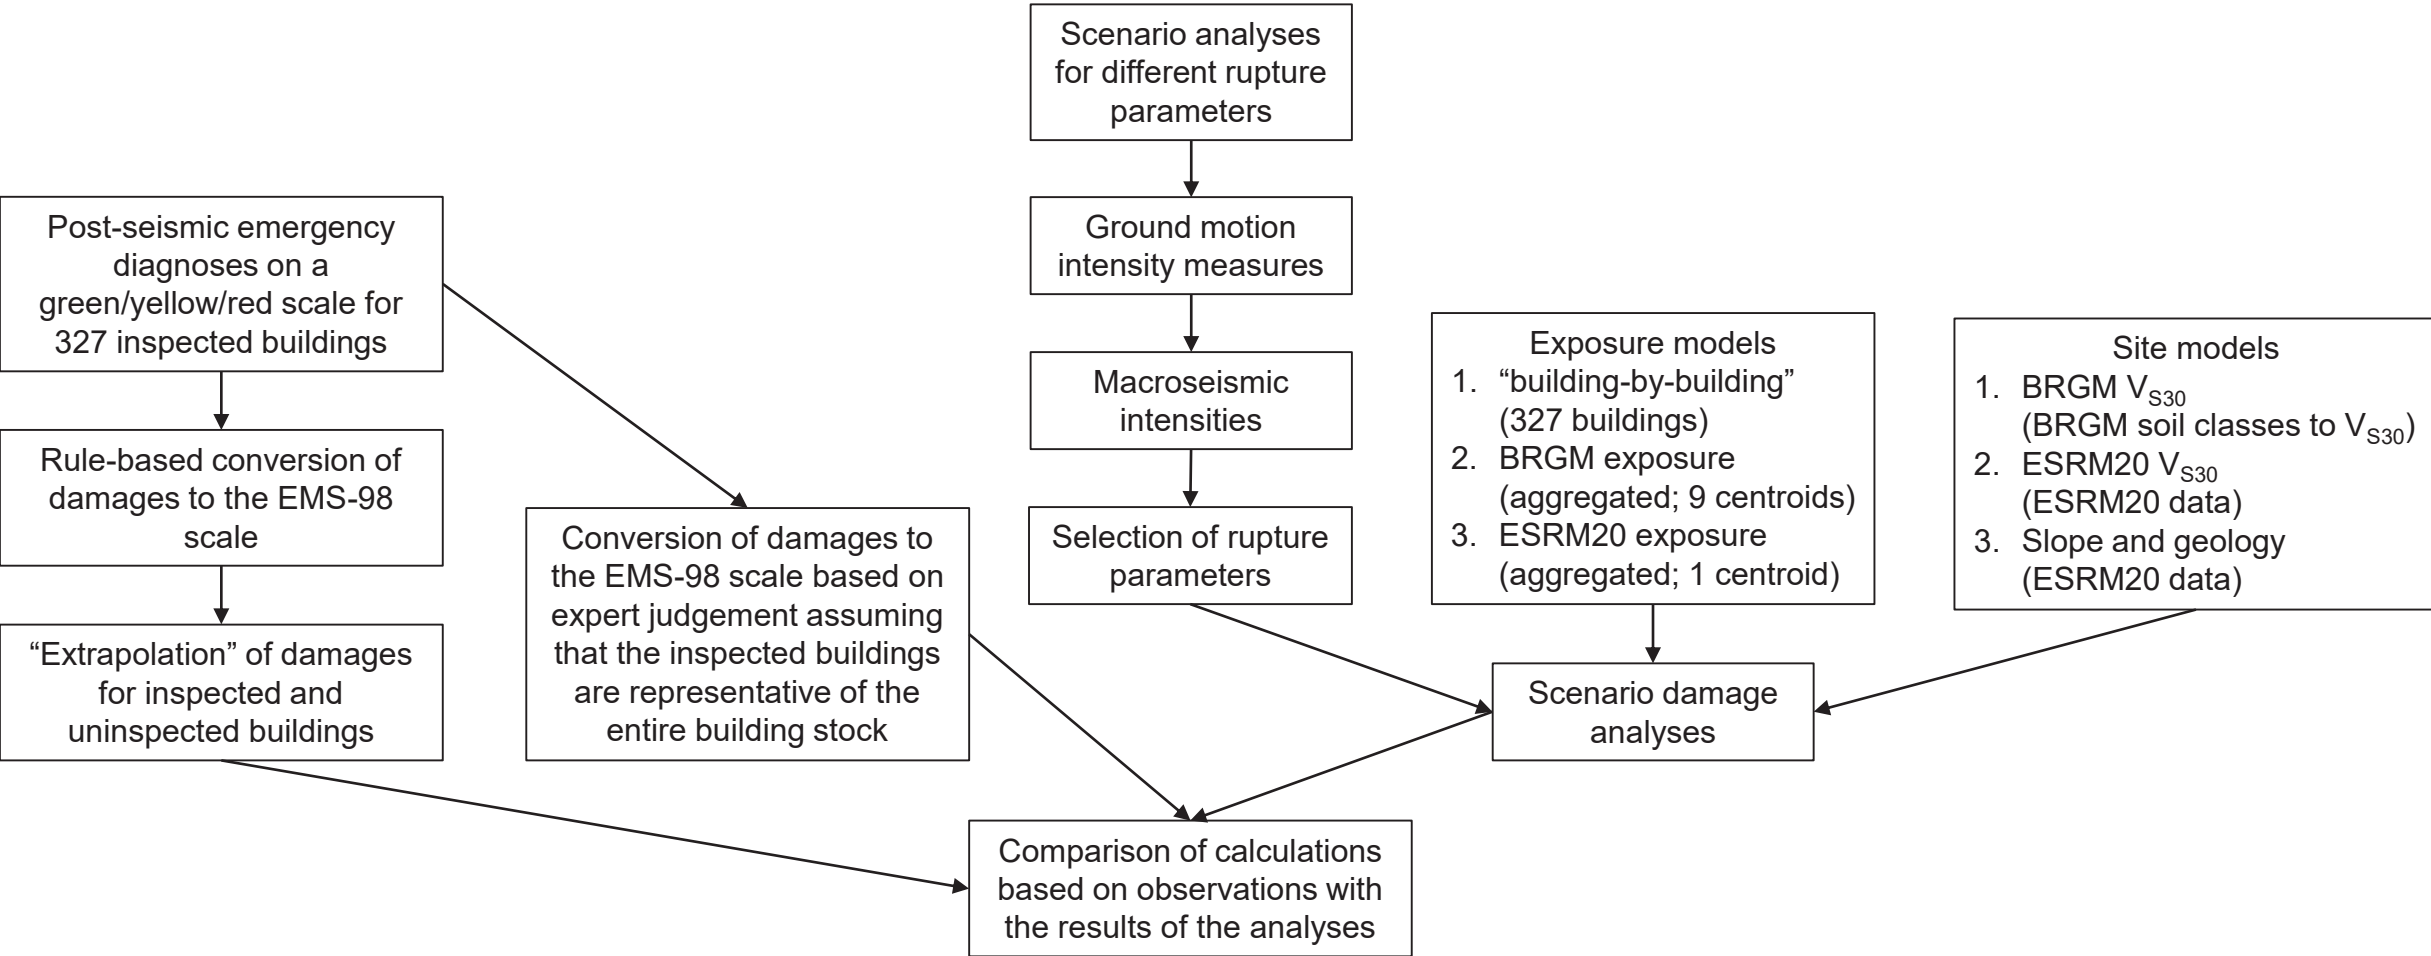 Scenario analyses
for different rupture
parameters
Post-seismic emergency
diagnoses on a
green/yellow/red scale for
327 inspected buildings
Ground motion
intensity measures
Macroseismic
intensities
Exposure models
1. “building-by-building”
(327 buildings)
2. BRGM exposure
(aggregated; 9 centroids)
3. ESRM20 exposure
(aggregated; 1 centroid)
Site models
1. BRGM VS30
(BRGM soil classes to VS30)
2. ESRM20 VS30
(ESRM20 data)
3. Slope and geology
(ESRM20 data)
Rule-based conversion of
damages to the EMS-98
scale
Conversion of damages to
the EMS-98 scale based on
expert judgement assuming
that the inspected buildings
are representative of the
entire building stock
Selection of rupture
parameters
“Extrapolation” of damages
for inspected and
uninspected buildings
Scenario damage
analyses
Comparison of calculations
based on observations with
the results of the analyses